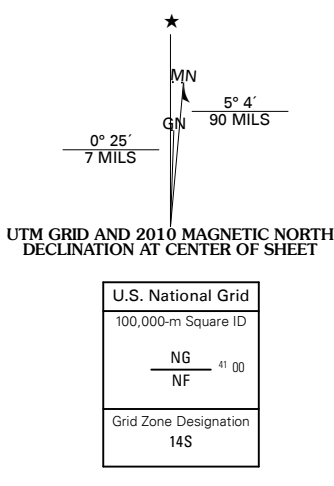 ★
MN
5° 4´
90 MILS
GN
0° 25´
7 MILS
UTM GRID AND 2010 MAGNETIC NORTH
DECLINATION AT CENTER OF SHEET
U.S. National Grid
100,000-m Square ID
NG
41 00
NF
Grid Zone Designation
14S